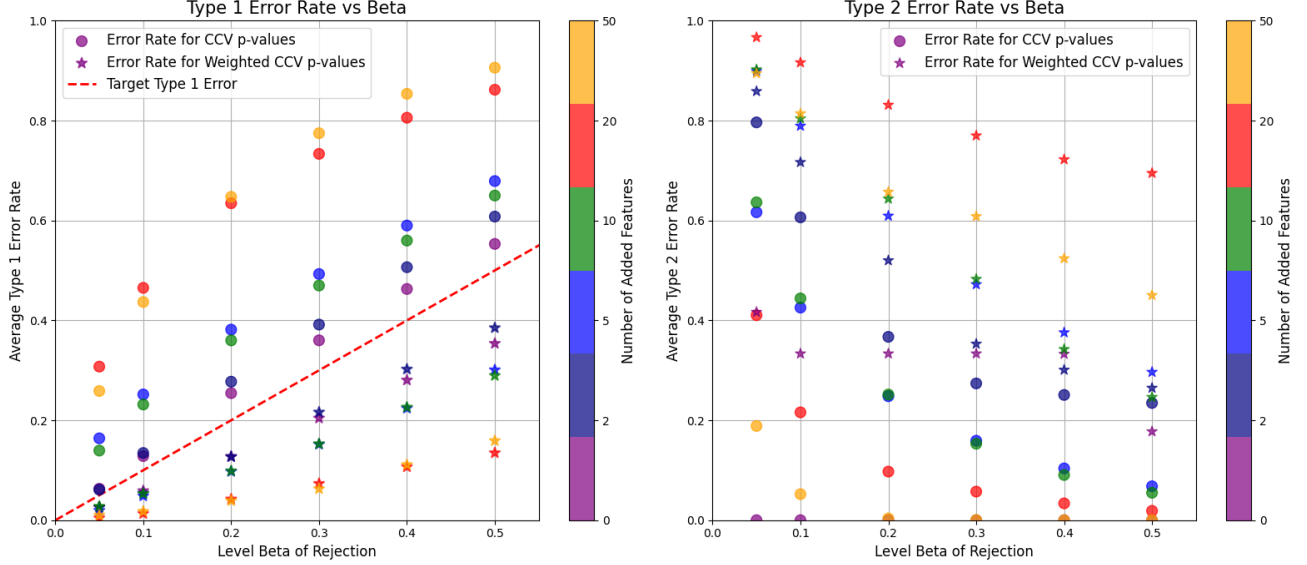 Type 1 Error Rate vs Beta
Error Rate for CCV p-values
Error Rate for Weighted CCV p-values
Target Type 1 Error
Average Type 1 Error Rate
1.0
0.8
0.6
0.4
0.2
0.0
0.0 0.1 0.2 0.3 0.4 0.5
Level Beta of Rejection
50
20
10
5
2
0
Number of Added Features
Type 2 Error Rate vs Beta
Error Rate for CCV p-values
Error Rate for Weighted CCV p-values
Average Type 2 Error Rate
1.0
0.8
0.6
0.4
0.2
0.0
0.0 0.1 0.2 0.3 0.4 0.5
Level Beta of Rejection
50
20
10
5
2
0
Number of Added Features